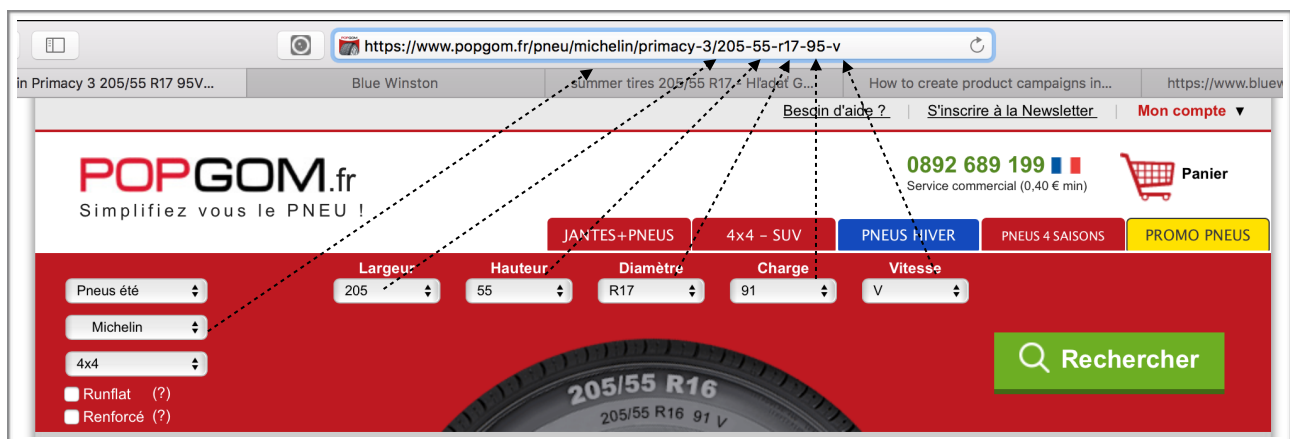 https://www.popgom.fr/pneu/michelin/primacy-3/205-55-r17-95-v
in Primacy 3 205/55 R17 95V...
Blue Winston
summer tires 205/55 R17 - Hľadať G...
How to create product campaigns in...
https://www.bluew
Besoin d'aide ?
S'inscrire à la Newsletter
Mon compte ▼
POPGOM.fr
Simplifiez vous le PNEU !
0892 689 199
Service commercial (0,40 € min)
Panier
JANTES+PNEUS
4x4 – SUV
PNEUS HIVER
PNEUS 4 SAISONS
PROMO PNEUS
Largeur
Hauteur
Diamètre
Charge
Vitesse
Pneus été
205
55
R17
91
V
Michelin
4x4
Runflat (?)
Renforcé (?)
Rechercher
205/55 R16
205/55 R16 91 V